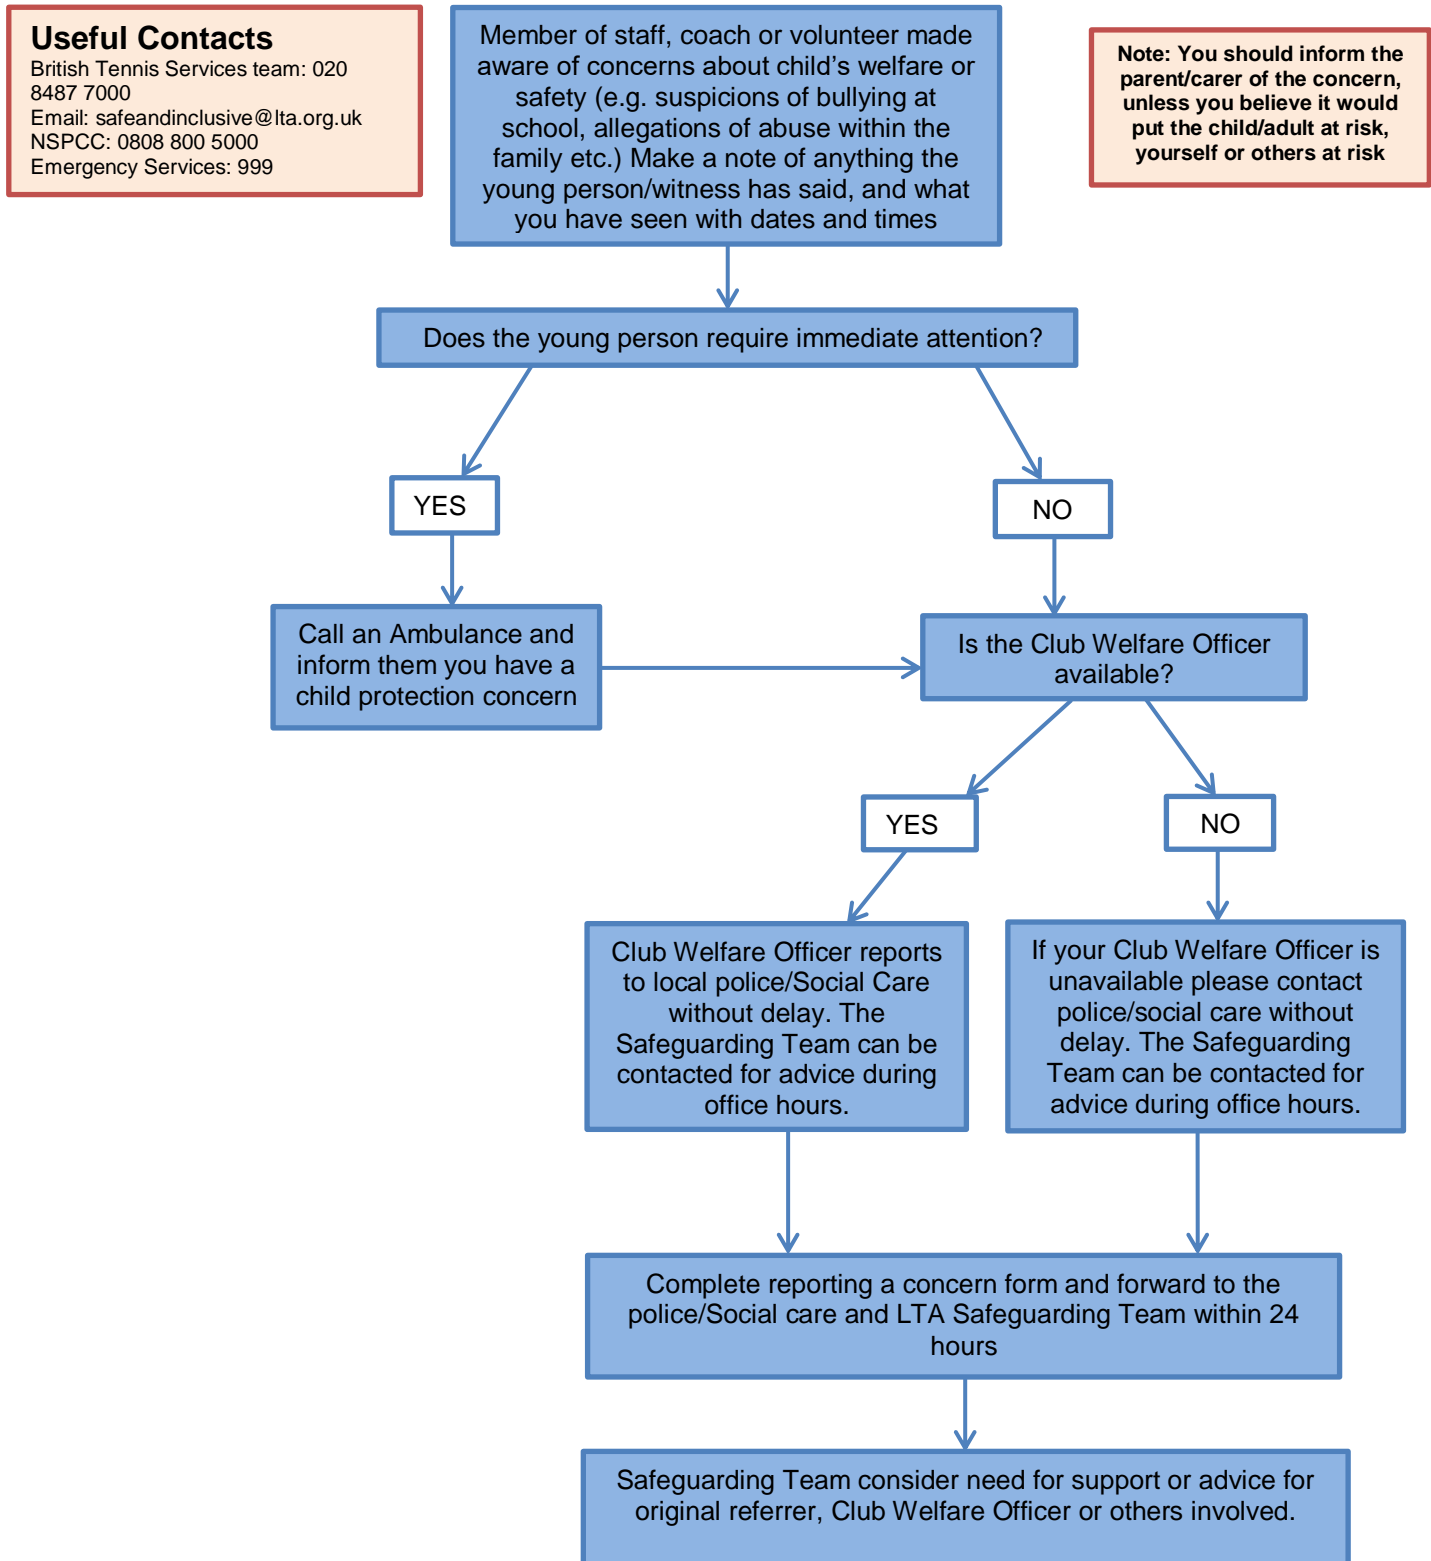 Useful Contacts
British Tennis Services team: 020
8487 7000
Email: safeandinclusive@lta.org.uk
NSPCC: 0808 800 5000
Emergency Services: 999
Member of staff, coach or volunteer made
aware of concerns about child’s welfare or
safety (e.g. suspicions of bullying at
school, allegations of abuse within the
family etc.) Make a note of anything the
young person/witness has said, and what
you have seen with dates and times
Note: You should inform the
parent/carer of the concern,
unless you believe it would
put the child/adult at risk,
yourself or others at risk
Does the young person require immediate attention?
YES
NO
Call an Ambulance and
inform them you have a
child protection concern
Is the Club Welfare Officer
available?
YES
NO
Club Welfare Officer reports
to local police/Social Care
without delay. The
Safeguarding Team can be
contacted for advice during
office hours.
If your Club Welfare Officer is
unavailable please contact
police/social care without
delay. The Safeguarding
Team can be contacted for
advice during office hours.
Complete reporting a concern form and forward to the
police/Social care and LTA Safeguarding Team within 24
hours
Safeguarding Team consider need for support or advice for
original referrer, Club Welfare Officer or others involved.